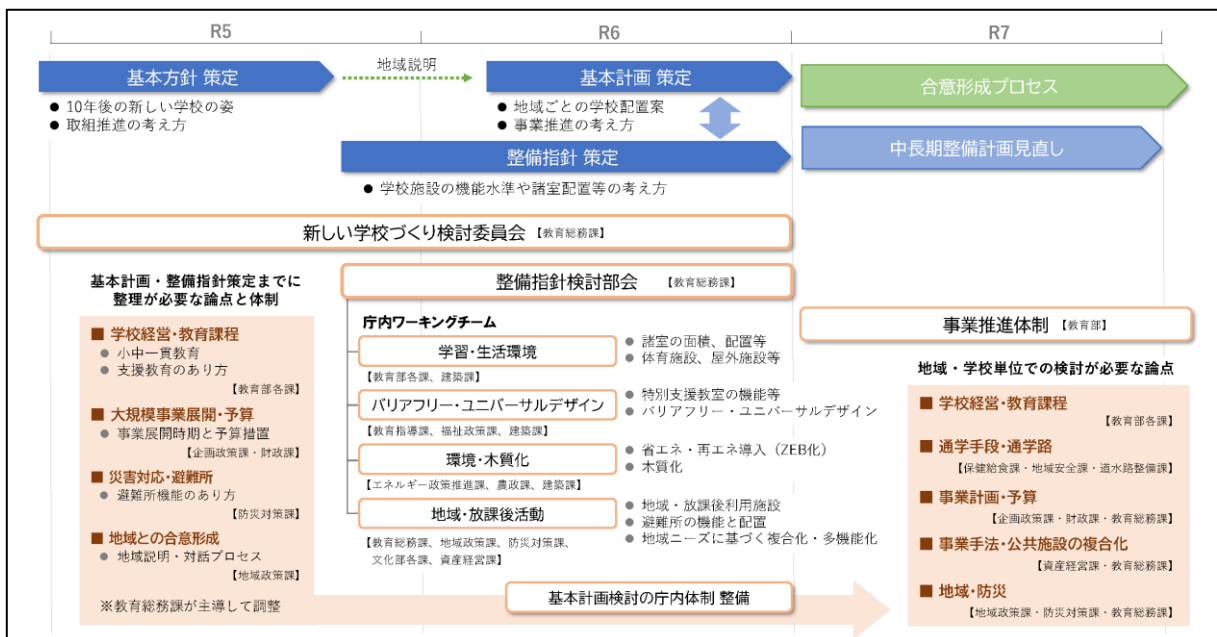 R5
R6
R7
基本方針 策定
地域説明
基本計画 策定
合意形成プロセス
● 10年後の新しい学校の姿
● 取組推進の考え方
● 地域ごとの学校配置案
● 事業推進の考え方
整備指針 策定
中長期整備計画見直し
● 学校施設の機能水準や諸室配置等の考え方
新しい学校づくり検討委員会【教育総務課】
基本計画・整備指針策定までに
整理が必要な論点と体制
■ 学校経営・教育課程
● 小中一貫教育
● 支援教育のあり方
【教育部各課】
■ 大規模事業展開・予算
● 事業展開時期と予算措置
【企画政策課・財政課】
■ 災害対応・避難所
● 避難所機能のあり方
【防災対策課】
■ 地域との合意形成
● 地域説明・対話プロセス
【地域政策課】
※教育総務課が主導して調整
整備指針検討部会 【教育総務課】
庁内ワーキングチーム
学習・生活環境
● 諸室の面積、配置等
● 体育施設、屋外施設等
【教育部各課、建築課】
バリアフリー・ユニバーサルデザイン
● 特別支援教室の機能等
● バリアフリー・ユニバーサルデザイン
【教育指導課、福祉政策課、建築課】
環境・木質化
● 省エネ・再エネ導入（ZEB化）
● 木質化
【エネルギー政策推進課、農政課、建築課】
地域・放課後活動
● 地域・放課後利用施設
● 避難所の機能と配置
● 地域ニーズに基づく複合化・多機能化
【教育総務課、地域政策課、防災対策課、
文化部各課、資産経営課】
基本計画検討の庁内体制 整備
事業推進体制【教育部】
地域・学校単位での検討が必要な論点
■ 学校経営・教育課程
【教育部各課】
■ 通学手段・通学路
【保健給食課・地域安全課・道水路整備課】
■ 事業計画・予算
【企画政策課・財政課・教育総務課】
■ 事業手法・公共施設の複合化
【資産経営課・教育総務課】
■ 地域・防災
【地域政策課・防災対策課・教育総務課】